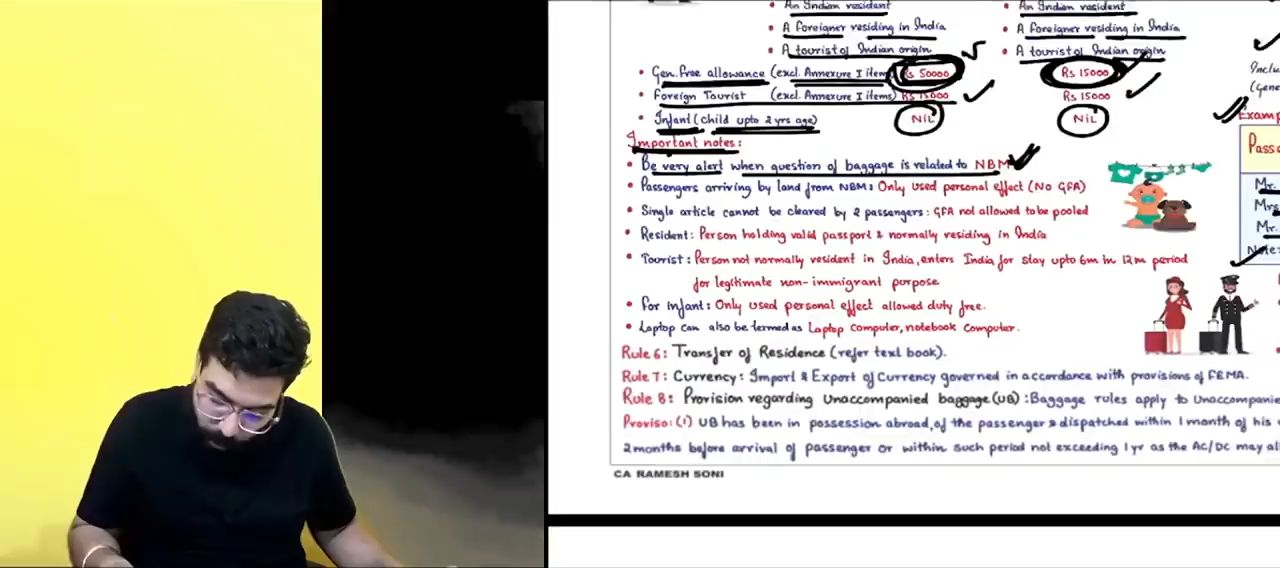 • An Indian resident • An Indian resident
• A foreigner residing in India • A foreigner residing in India
• A tourist of Indian origin • A tourist of Indian origin
• Gen. free allowance (excl. Annexure I items) Rs 50000 Rs 15000
• Foreign Tourist (excl. Annexure I items) Rs 15000 Rs 15000
• Infant (child upto 2 yrs age) NIL NIL
Important notes:
• Be very alert when question of baggage is related to NBM
• Passengers arriving by land from NBM: Only used personal effect (No GFA)
• Single article cannot be cleared by 2 passengers: GFA not allowed to be pooled
• Resident: Person holding valid passport & normally residing in India
• Tourist: Person not normally resident in India, enters India for stay upto 6m in 12m period
for legitimate non-immigrant purpose
• For infant: Only used personal effect allowed duty free.
• Laptop can also be termed as Laptop computer, notebook computer.
Rule 6: Transfer of Residence (refer text book).
Rule 7: Currency: Import & Export of Currency governed in accordance with provisions of FEMA.
Rule 8: Provision regarding Unaccompanied baggage (UB): Baggage rules apply to Unaccompanie
Proviso: (1) UB has been in possession abroad, of the passenger & dispatched within 1 month of his
2 months before arrival of passenger or within such period not exceeding 1 yr as the AC/DC may al
CA RAMESH SONI
Inclu
(Gene
Examp
Passe
Mr.
Mrs
Mr.
Note: